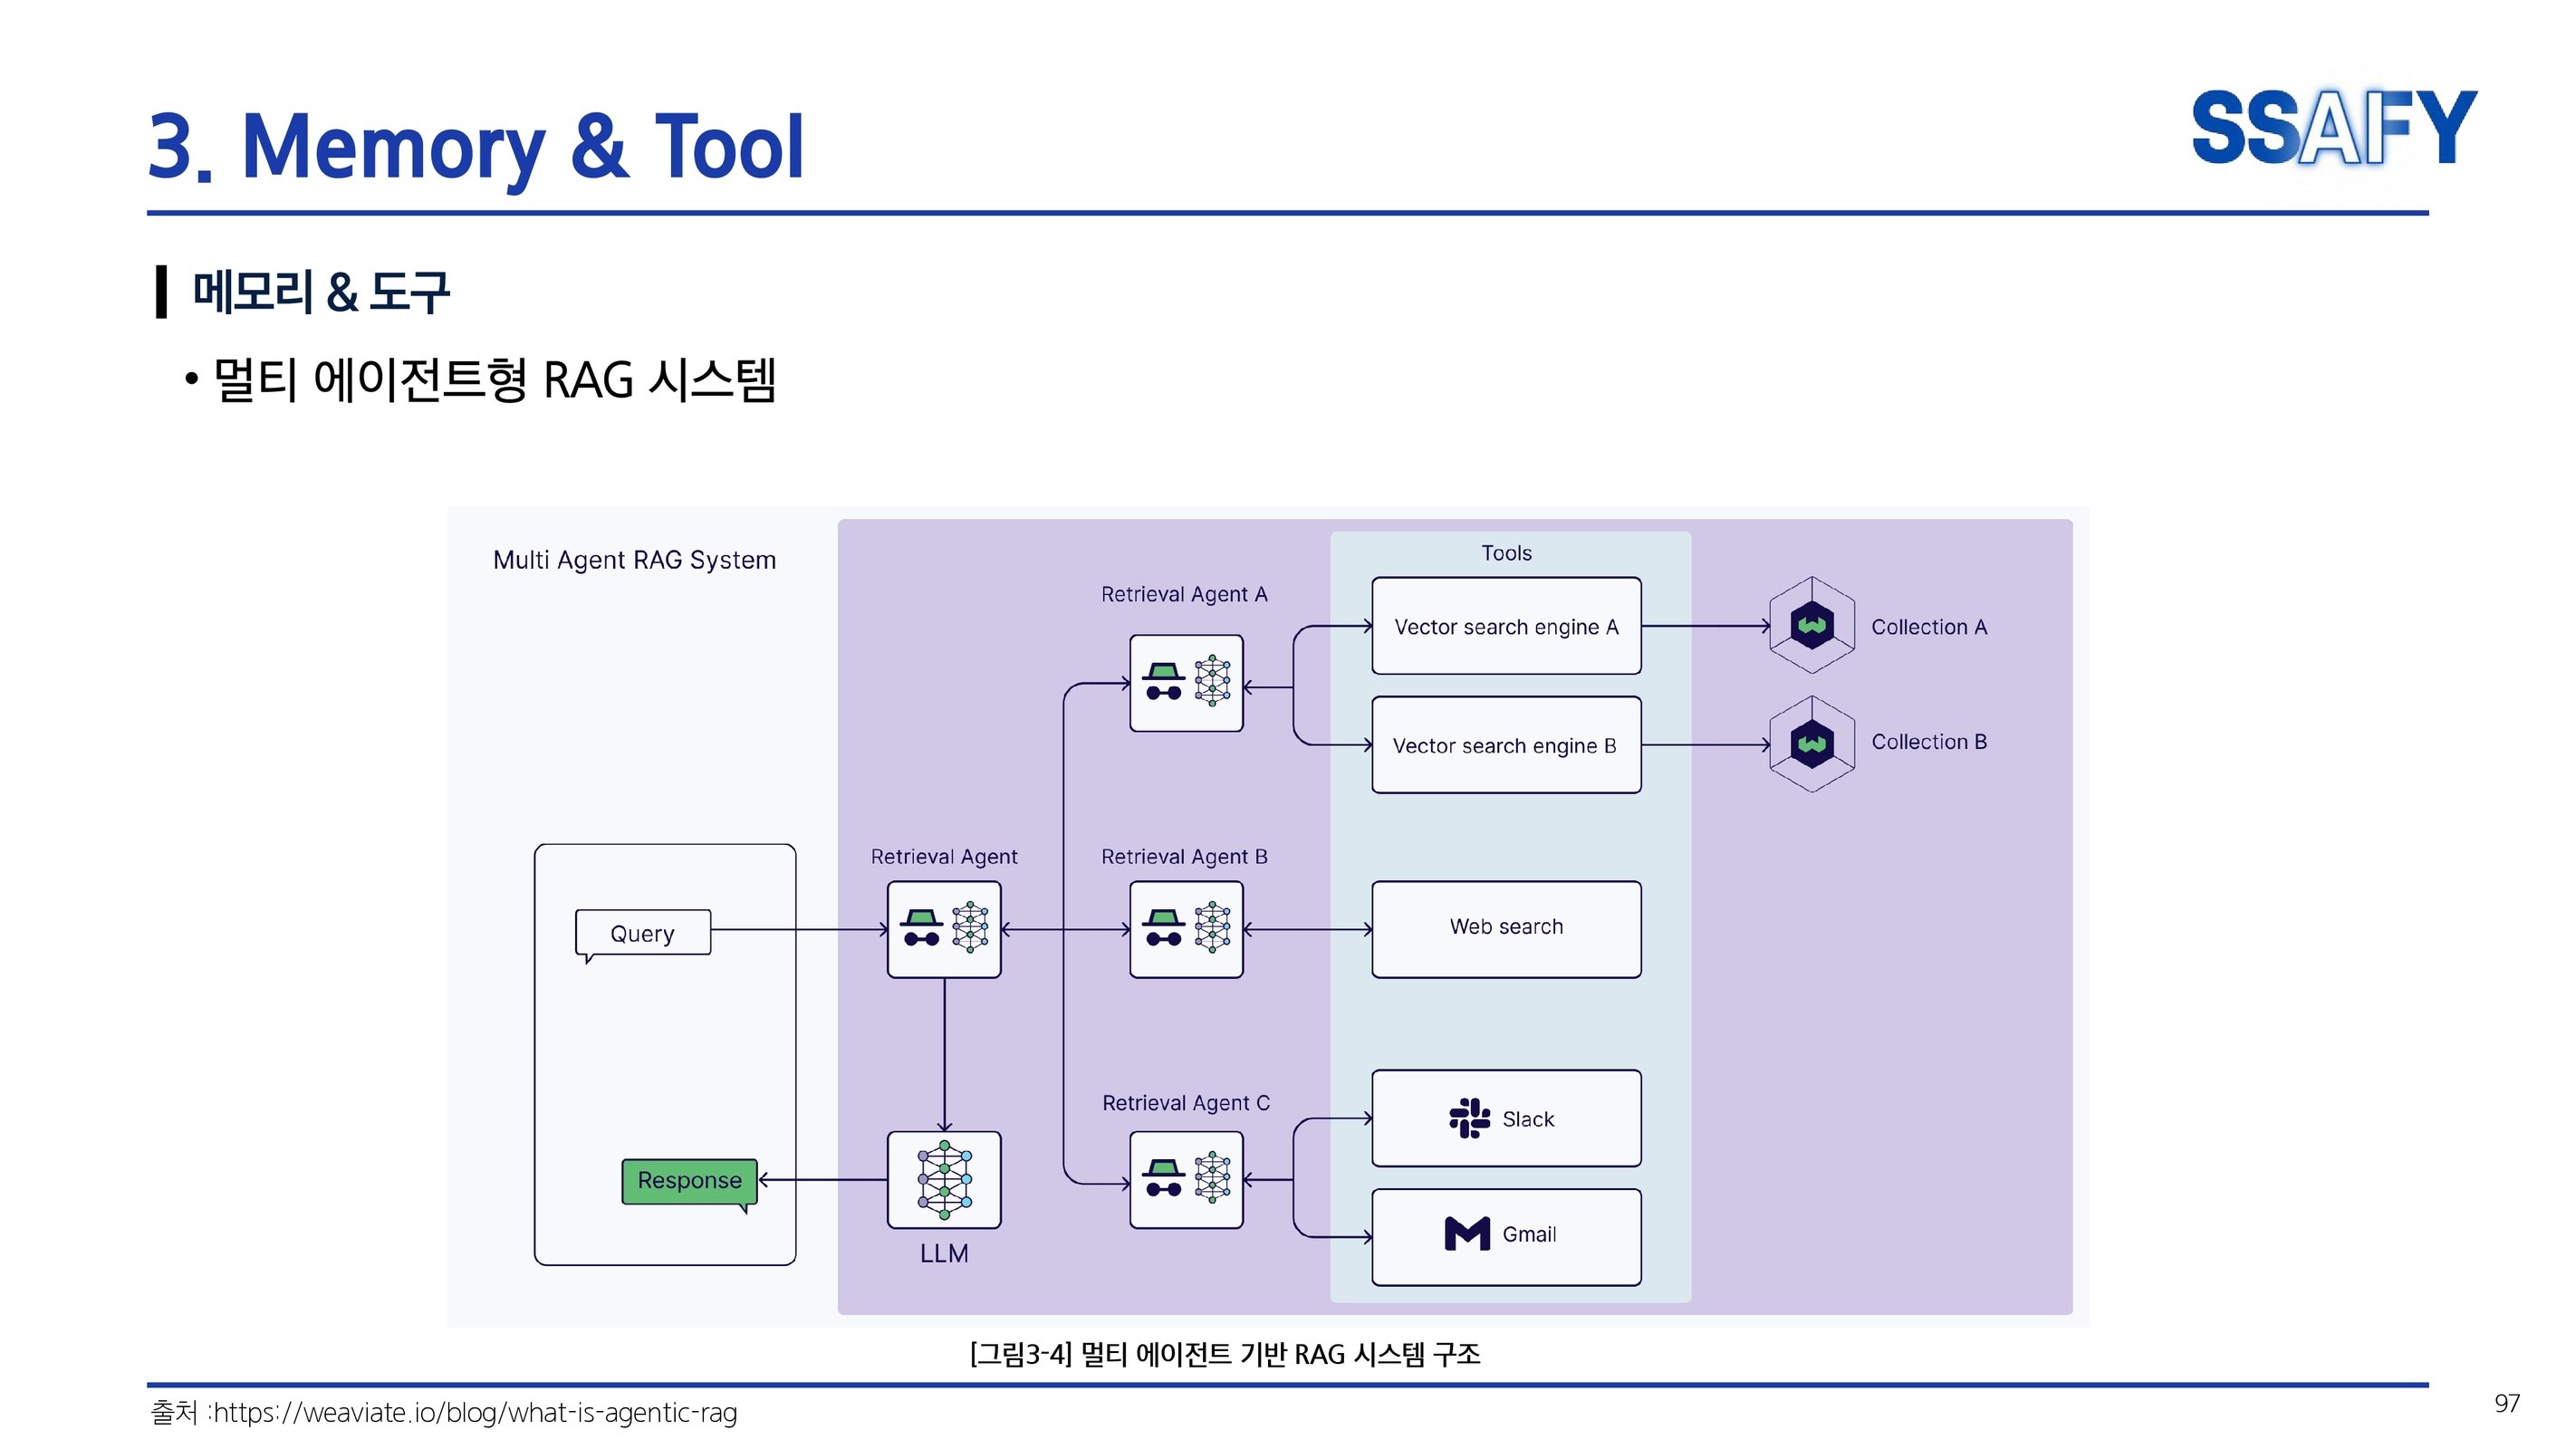 3. Memory & Tool
SSAFY
메모리 & 도구
• 멀티 에이전트형 RAG 시스템
Multi Agent RAG System
Tools
Retrieval Agent A
Vector search engine A
Collection A
Vector search engine B
Collection B
Retrieval Agent
Retrieval Agent B
Query
Web search
Retrieval Agent C
Slack
Response
Gmail
LLM
[그림3-4] 멀티 에이전트 기반 RAG 시스템 구조
출처 :https://weaviate.io/blog/what-is-agentic-rag
97